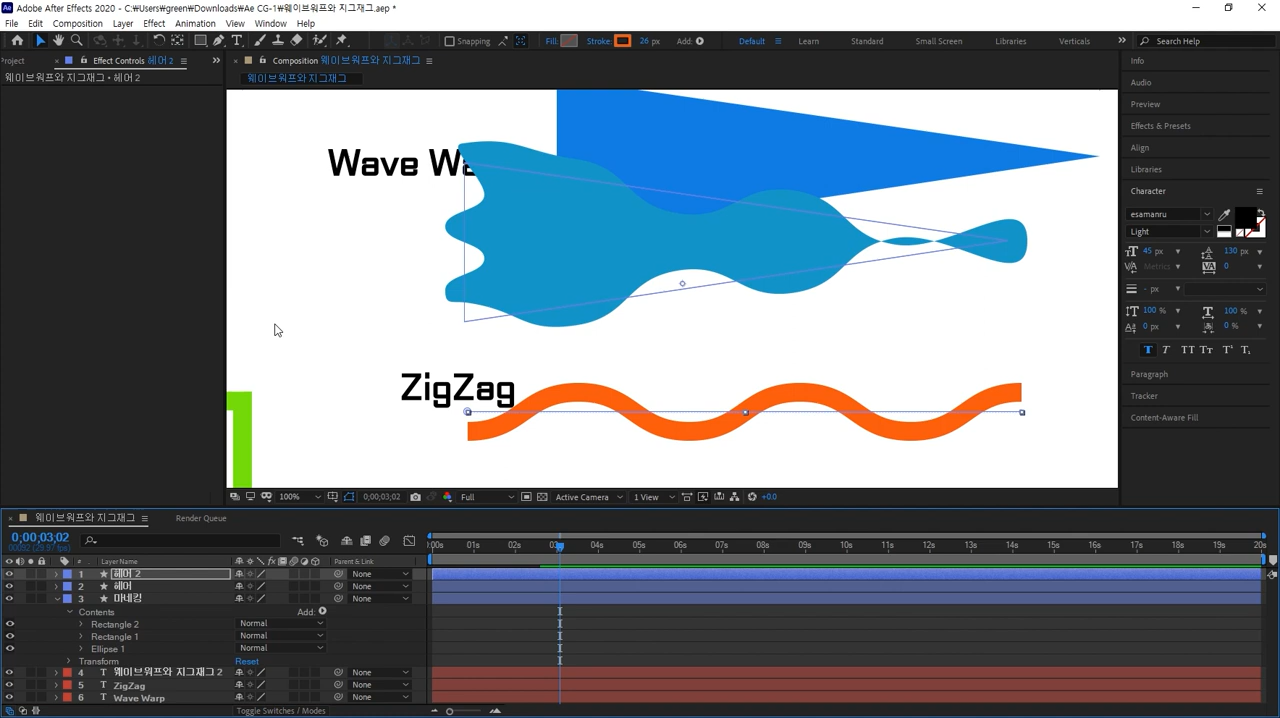 Adobe After Effects 2020 - C:₩Users₩green₩Downloads₩Ae CG-1₩웨이브워프와 지그재그.aep *
File Edit Composition Layer Effect Animation View Window Help
Snapping Fill: Stroke: 26 px Add: Default Learn Standard Small Screen Libraries Verticals Search Help
Project Effect Controls 헤어 2 Composition 웨이브워프와 지그재그
웨이브워프와 지그재그 • 헤어 2
웨이브워프와 지그재그
Info
Audio
Preview
Effects & Presets
Align
Libraries
Character
esamanru
Light
45 px 130 px
Metrics 0
- px
100 % 100 %
0 px 0 %
T T TT Tт T¹ T₁
Paragraph
Tracker
Content-Aware Fill
Wave Wa
ZigZag
100% 0;00;03;02 Full Active Camera 1 View +0.0
웨이브워프와 지그재그 Render Queue
0;00;03;02
00092 (29.97 fps)
:00s 01s 02s 03s 04s 05s 06s 07s 08s 09s 10s 11s 12s 13s 14s 15s 16s 17s 18s 19s 20s
# Layer Name Parent & Link
1 헤어 2 None
2 헤어 None
3 마네킹 None
Contents Add:
Rectangle 2 Normal
Rectangle 1 Normal
Ellipse 1 Normal
Transform Reset
4 T 웨이브워프와 지그재그 2 None
5 T ZigZag None
6 T Wave Warp None
Toggle Switches / Modes